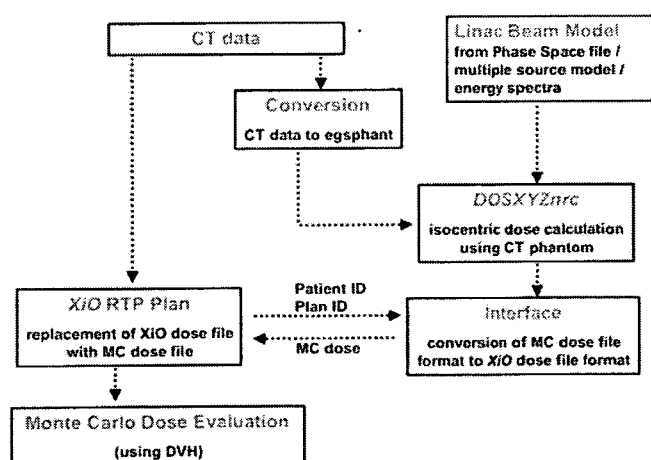 CT data
Linac Beam Model
from Phase Space file /
multiple source model /
energy spectra
Conversion
CT data to egsphant
DOSXYZnrc
isocentric dose calculation
using CT phantom
Patient ID
Plan ID
MC dose
XiO RTP Plan
replacement of XiO dose file
with MC dose file
Interface
conversion of MC dose file
format to XiO dose file format
Monte Carlo Dose Evaluation
(using DVH)